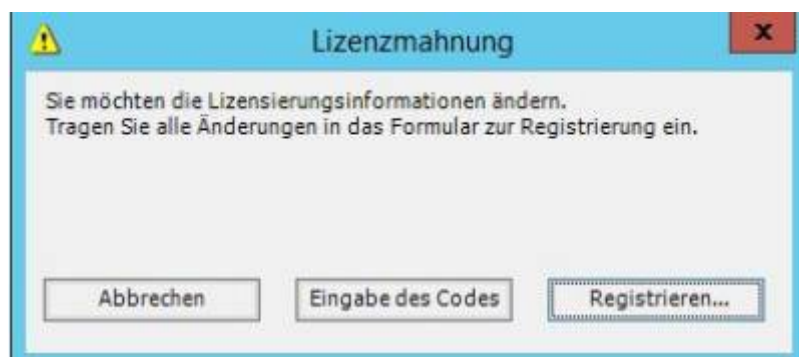 Lizenzmahnung
x
Sie möchten die Lizensierungsinformationen ändern.
Tragen Sie alle Änderungen in das Formular zur Registrierung ein.
Abbrechen Eingabe des Codes Registrieren...